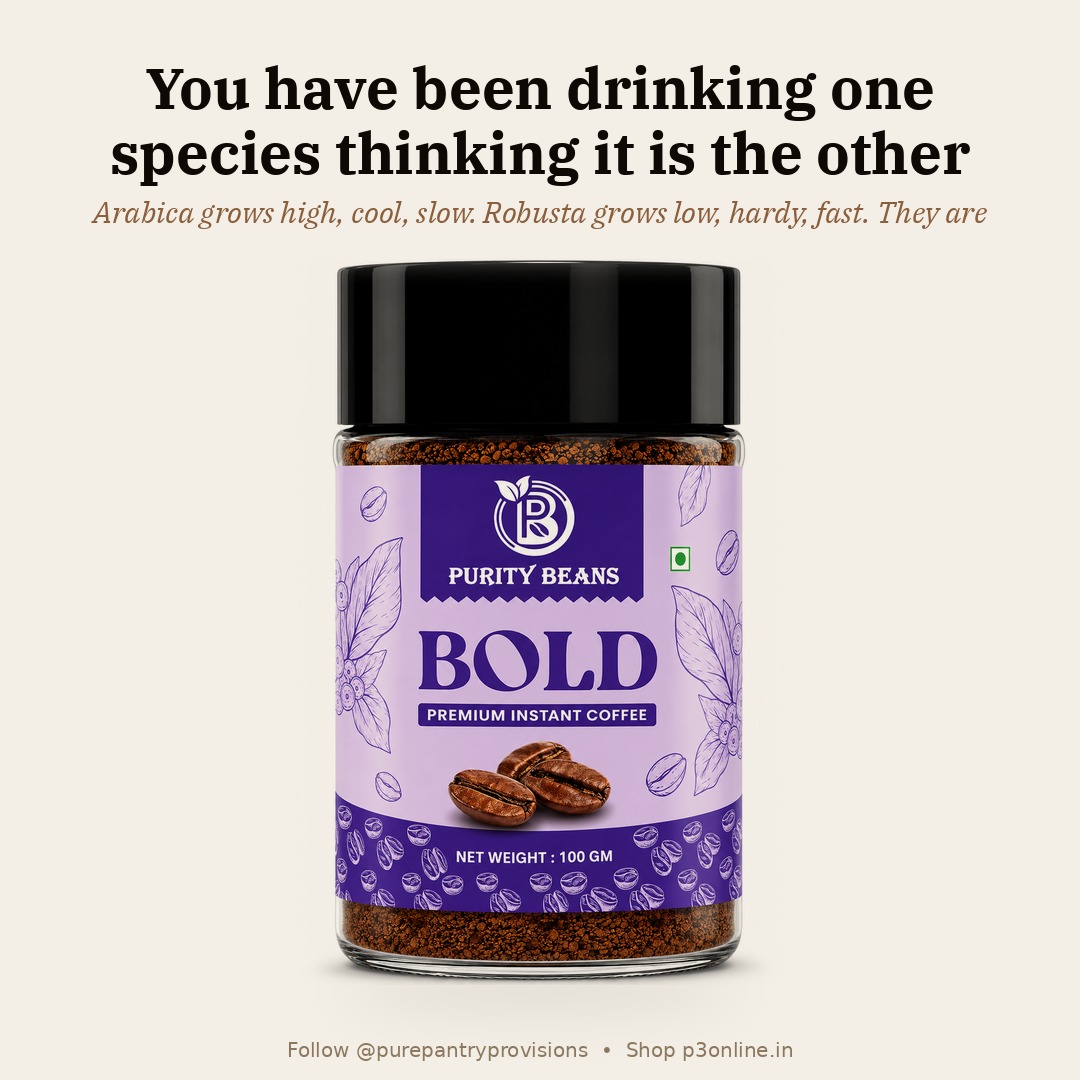 You have been drinking one
species thinking it is the other
Arabica grows high, cool, slow. Robusta grows low, hardy, fast. They are
PURITY BEANS
BOLD
PREMIUM INSTANT COFFEE
NET WEIGHT : 100 GM
Follow @purepantryprovisions • Shop p3online.in